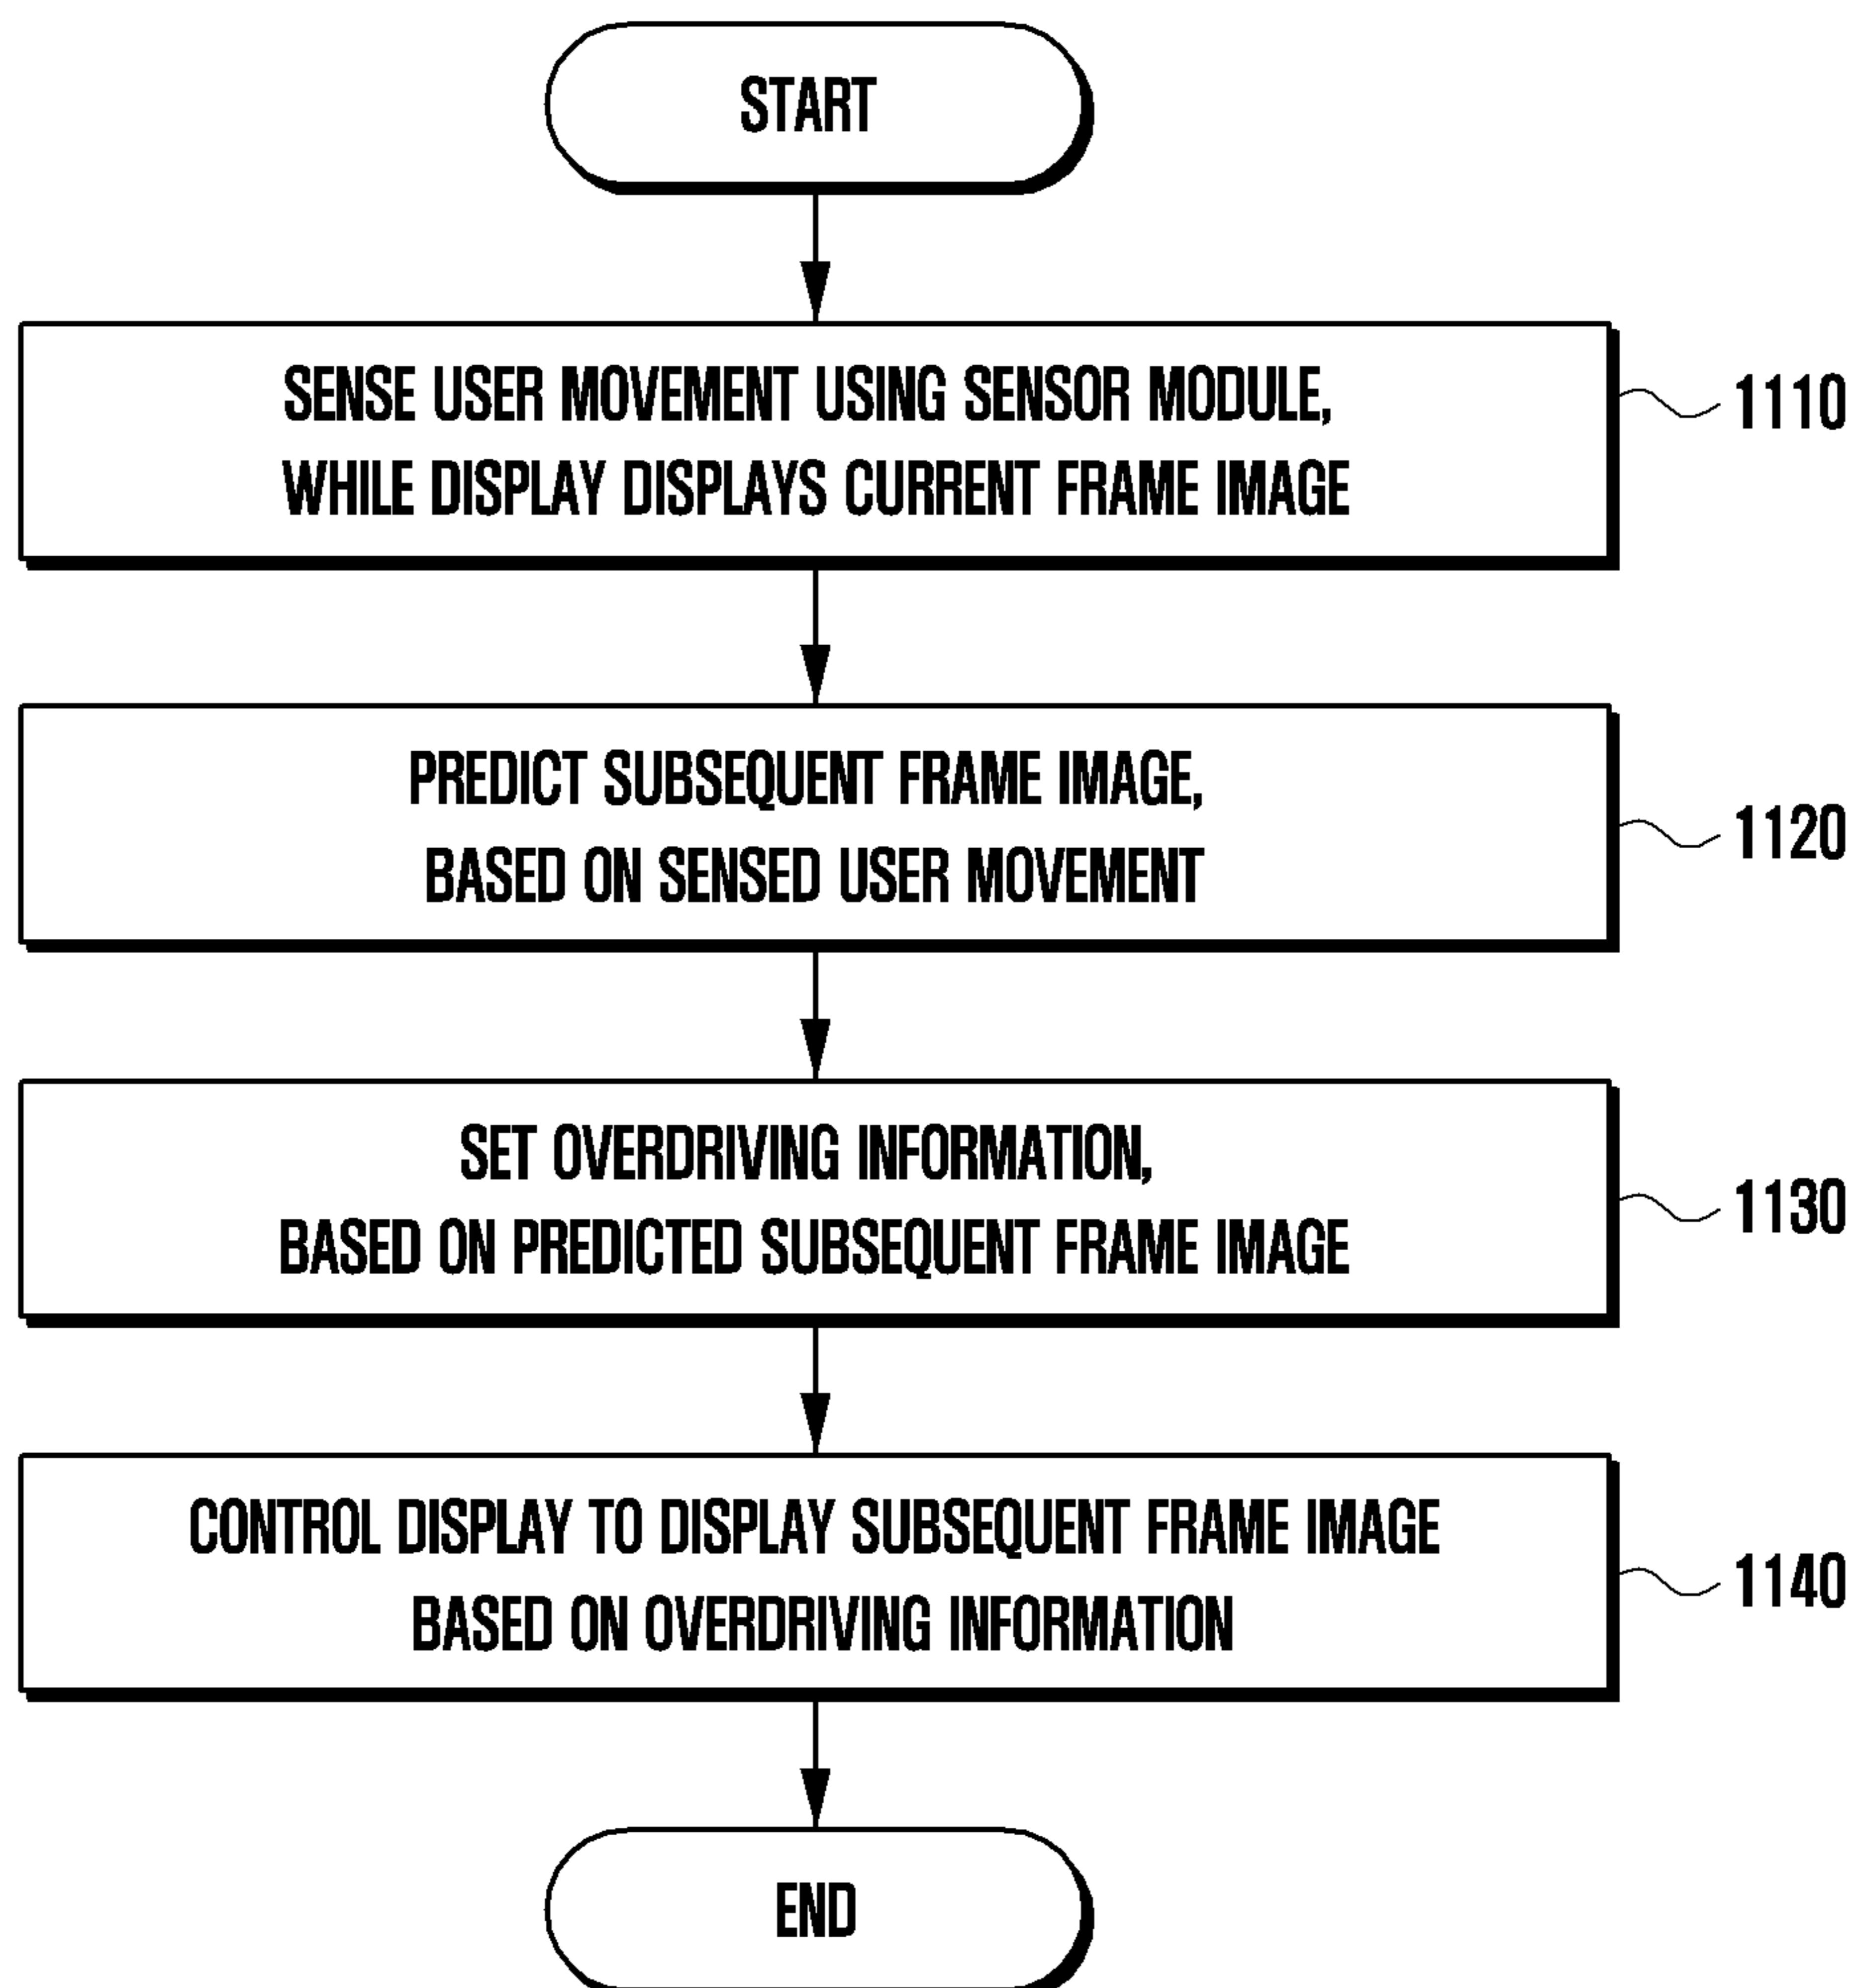 START
SENSE USER MOVEMENT USING SENSOR MODULE,
WHILE DISPLAY DISPLAYS CURRENT FRAME IMAGE
1110
PREDICT SUBSEQUENT FRAME IMAGE,
BASED ON SENSED USER MOVEMENT
1120
SET OVERDRIVING INFORMATION,
BASED ON PREDICTED SUBSEQUENT FRAME IMAGE
1130
CONTROL DISPLAY TO DISPLAY SUBSEQUENT FRAME IMAGE
BASED ON OVERDRIVING INFORMATION
1140
END